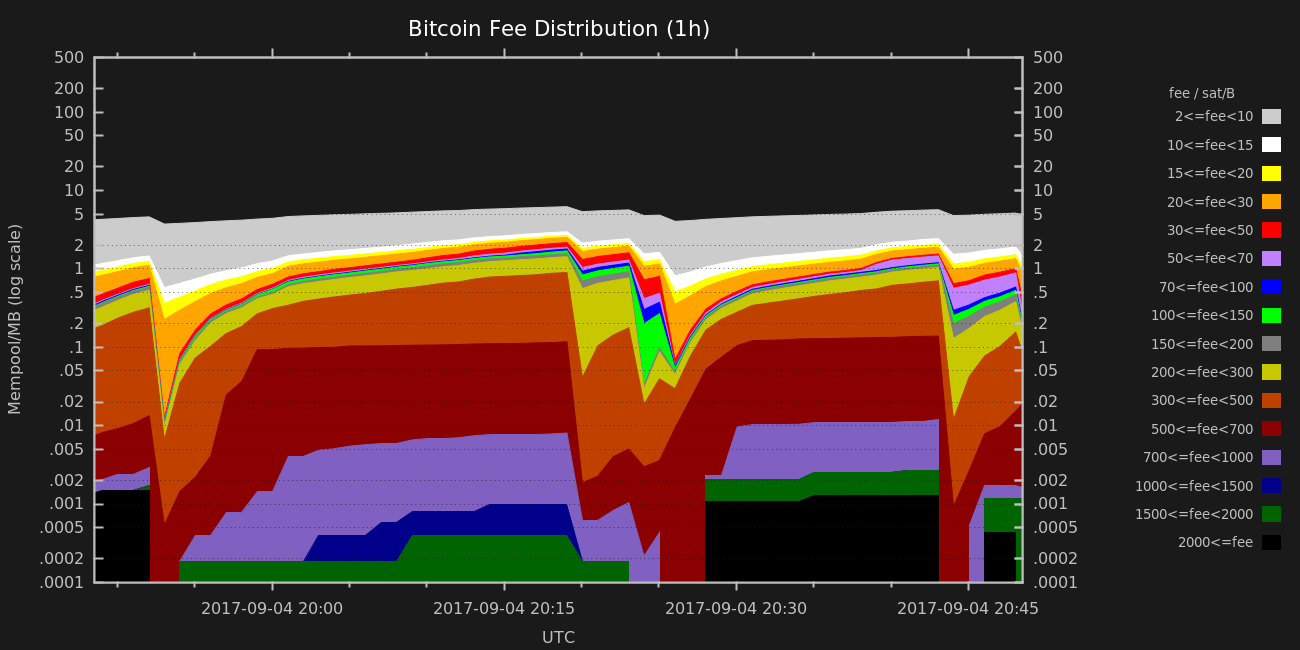 Bitcoin Fee Distribution (1h)
500 500
200 200
100 100
50 50
20 20
10 10
5 5
2 2
1 1
.5 .5
.2 .2
.1 .1
.05 .05
.02 .02
.01 .01
.005 .005
.002 .002
.001 .001
.0005 .0005
.0002 .0002
.0001 .0001
Mempool/MB (log scale)
2017-09-04 20:00 2017-09-04 20:15 2017-09-04 20:30 2017-09-04 20:45
UTC
fee / sat/B
2<=fee<10
10<=fee<15
15<=fee<20
20<=fee<30
30<=fee<50
50<=fee<70
70<=fee<100
100<=fee<150
150<=fee<200
200<=fee<300
300<=fee<500
500<=fee<700
700<=fee<1000
1000<=fee<1500
1500<=fee<2000
2000<=fee